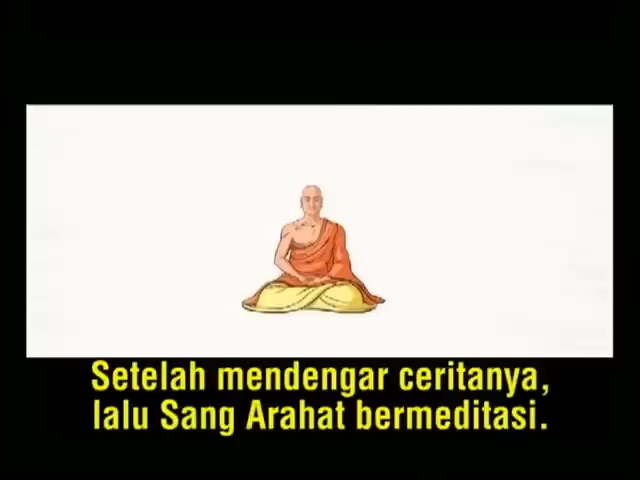 Setelah mendengar ceritanya,
lalu Sang Arahat bermeditasi.